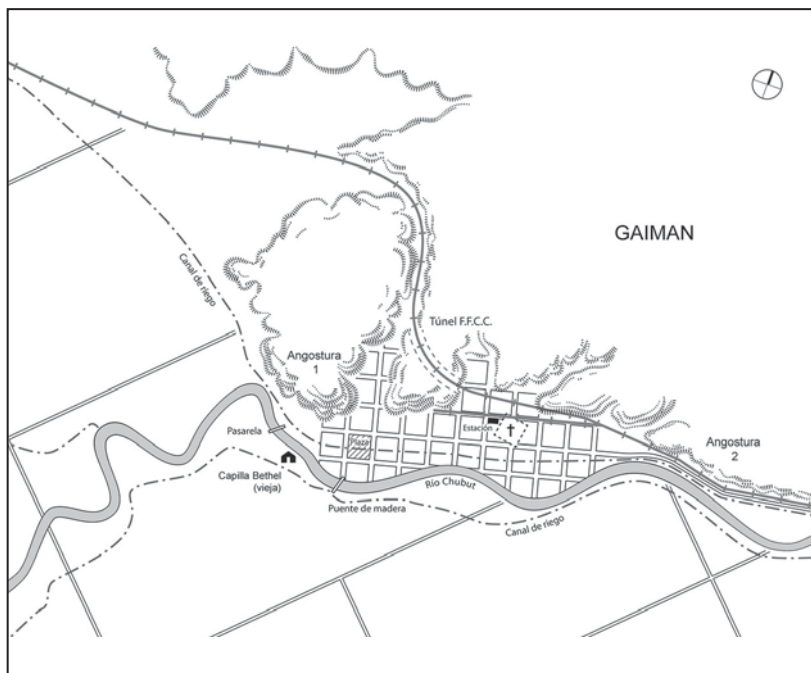 GAIMAN
Canal de riego
Túnel F.F.C.C.
Angostura
1
Estación
Angostura
2
Pasarela
Plaza
Capilla Bethel
(vieja)
Río Chubut
Puente de madera
Canal de riego